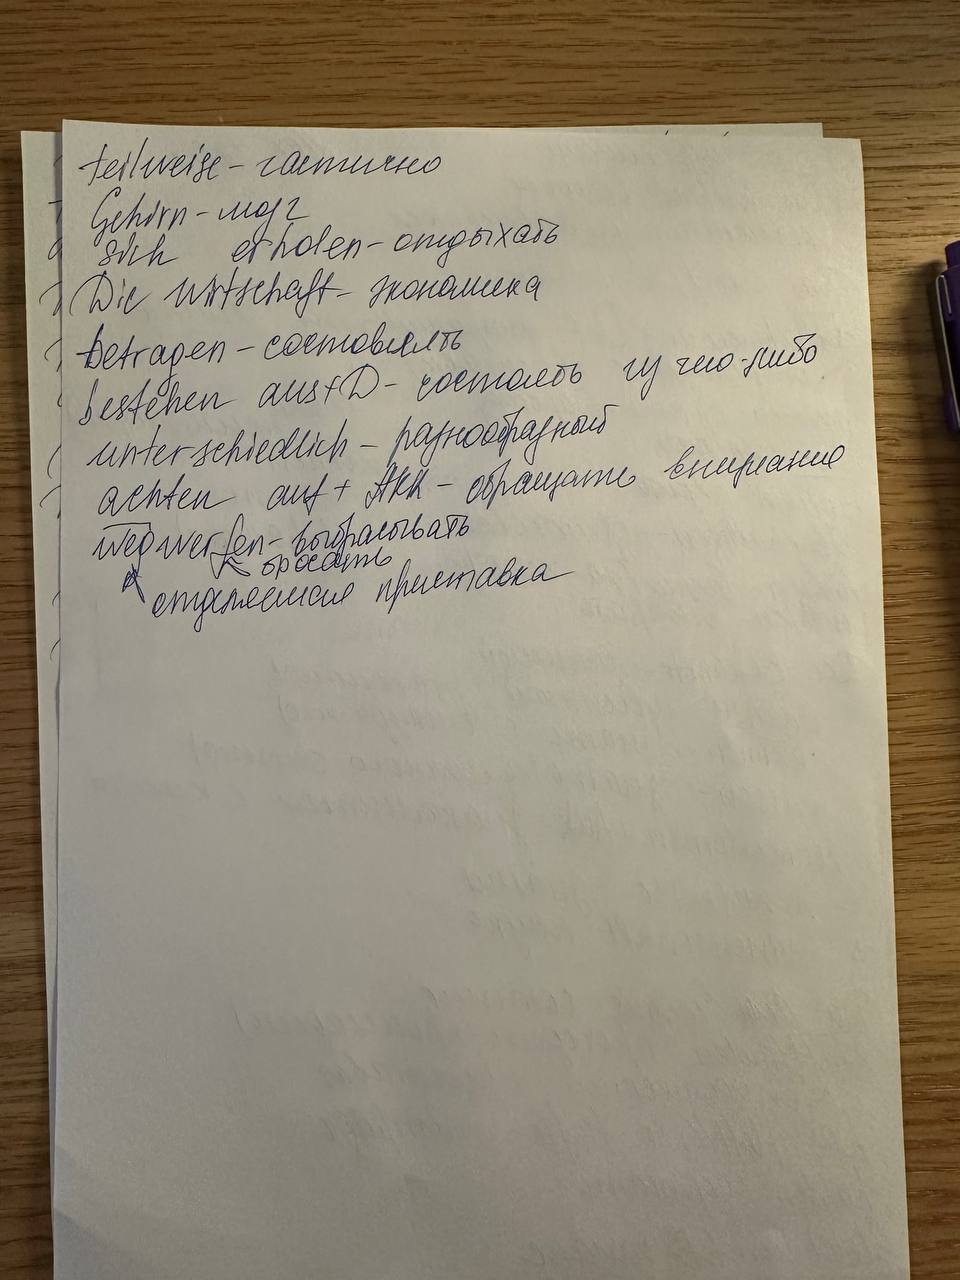 teilweise - частично
Gehirn - мозг
sich erholen - отдыхать
Die Wirtschaft - экономика
betragen - составлять
bestehen aus + D - состоять из чего-либо
unterschiedlich - разнообразный
achten auf + Akk - обращать внимание
wegwerfen - выбрасывать
бросать
отделяемая приставка